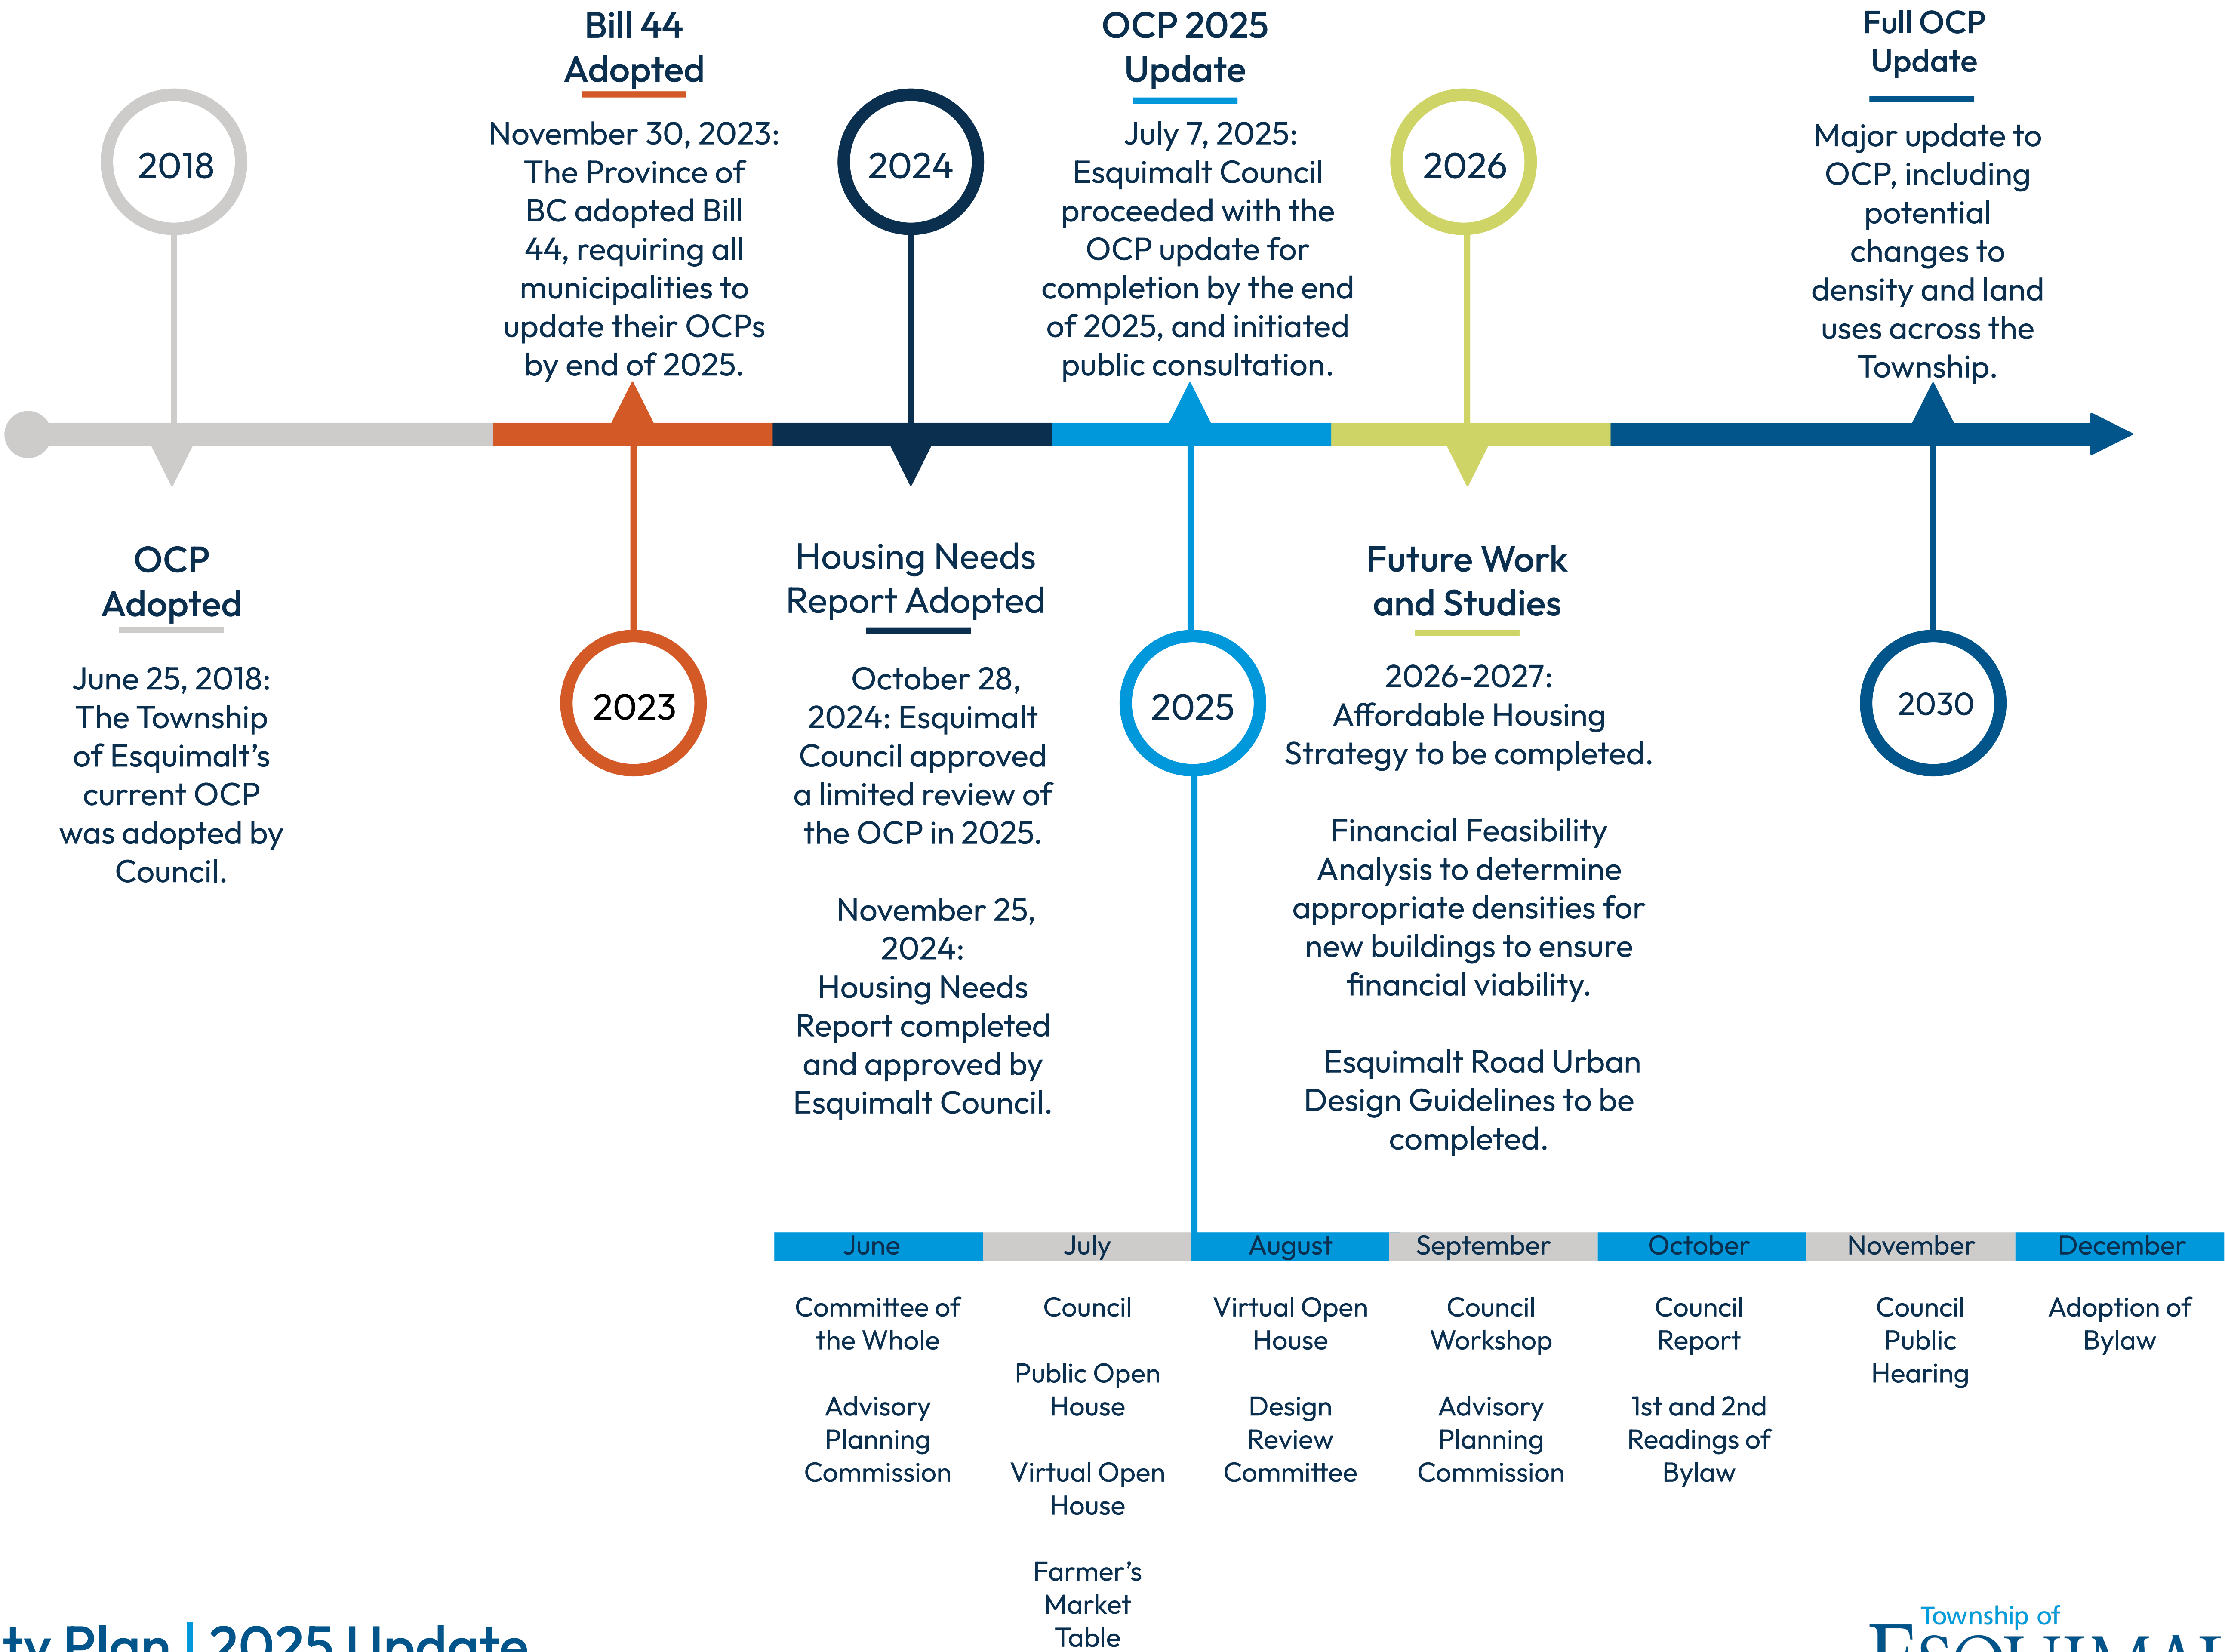 2018
OCP
Adopted
June 25, 2018:
The Township
of Esquimalt's
current OCP
was adopted by
Council.
Bill 44
Adopted
November 30, 2023:
The Province of
BC adopted Bill
44, requiring all
municipalities to
update their OCPs
by end of 2025.
2023
2024
Housing Needs
Report Adopted
October 28,
2024: Esquimalt
Council approved
a limited review of
the OCP in 2025.
November 25,
2024:
Housing Needs
Report completed
and approved by
Esquimalt Council.
OCP 2025
Update
July 7, 2025:
Esquimalt Council
proceeded with the
OCP update for
completion by the end
of 2025, and initiated
public consultation.
2025
2026
Future Work
and Studies
2026-2027:
Affordable Housing
Strategy to be completed.
Financial Feasibility
Analysis to determine
appropriate densities for
new buildings to ensure
financial viability.
Esquimalt Road Urban
Design Guidelines to be
completed.
Full OCP
Update
Major update to
OCP, including
potential
changes to
density and land
uses across the
Township.
2030
June
Committee of
the Whole
Advisory
Planning
Commission
July
Council
Public Open
House
Virtual Open
House
Farmer's
Market
Table
August
Virtual Open
House
Design
Review
Committee
September
Council
Workshop
Advisory
Planning
Commission
October
Council
Report
1st and 2nd
Readings of
Bylaw
November
Council
Public
Hearing
December
Adoption of
Bylaw
ty Plan | 2025 Update
Township of
ESQUIMAL